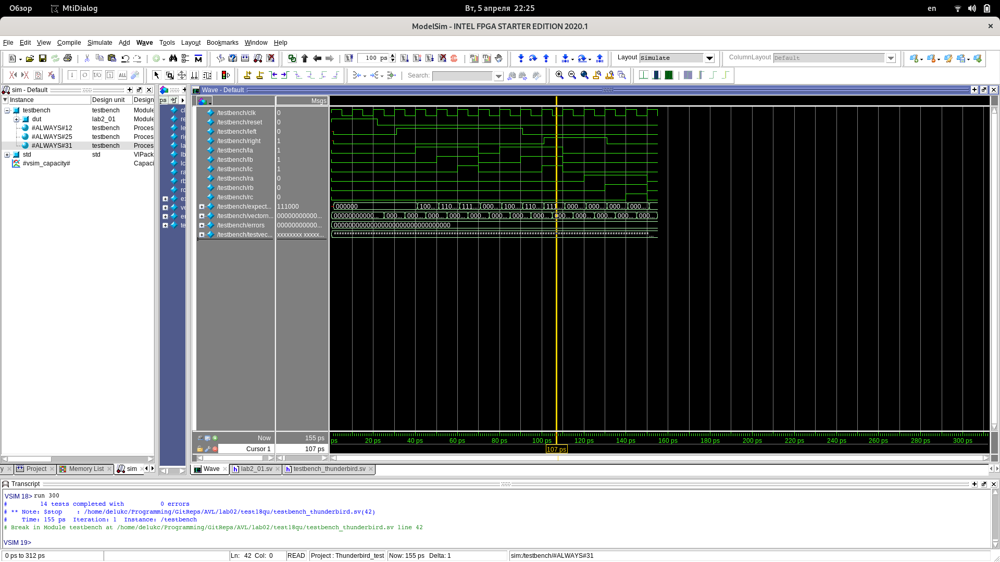 Обзор MtiDialog Вт, 5 апреля 22:25 en
ModelSim - INTEL FPGA STARTER EDITION 2020.1
File Edit View Compile Simulate Add Wave Tools Layout Bookmarks Window Help
100 ps Layout Simulate ColumnLayout Default
Search:
sim - Default
Instance Design unit Design
testbench testbench Module
dut lab2_01 Module
#ALWAYS#12 testbench Proces
#ALWAYS#25 testbench Proces
#ALWAYS#31 testbench Proces
std std VlPack
#vsim_capacity# Capaci
ps
cl
re
le
ri
la
lb
lc
ra
rb
rc
ex
ve
er
te
Wave - Default
Msgs
/testbench/clk 0
/testbench/reset 0
/testbench/left 0
/testbench/right 1
/testbench/la 1
/testbench/lb 1
/testbench/lc 1
/testbench/ra 0
/testbench/rb 0
/testbench/rc 0
/testbench/expect... 111000 000000 100... 110... 111... 000... 100... 110... 111... 000... 000... 000... 000...
/testbench/vectorn... 00000000000... 00000000000... 000... 000... 000... 000... 000... 000... 000... 000... 000... 000... 000... 000... 000...
/testbench/errors 00000000000... 00000000000000000000000000000000
/testbench/testvec... xxxxxxxx xxxxx...
Now 155 ps
ps 20 ps 40 ps 60 ps 80 ps 100 ps 120 ps 140 ps 160 ps 180 ps 200 ps 220 ps 240 ps 260 ps 280 ps 300 ps
Cursor 1 107 ps 107 ps
ry Project Memory List sim Wave lab2_01.sv testbench_thunderbird.sv
Transcript
VSIM 18> run 300
# 14 tests completed with 0 errors
# ** Note: $stop : /home/delukc/Programming/GitReps/AVL/lab02/test18qu/testbench_thunderbird.sv(42)
# Time: 155 ps Iteration: 1 Instance: /testbench
# Break in Module testbench at /home/delukc/Programming/GitReps/AVL/lab02/test18qu/testbench_thunderbird.sv line 42
VSIM 19>
0 ps to 312 ps Ln: 42 Col: 0 READ Project : Thunderbird_test Now: 155 ps Delta: 1 sim:/testbench/#ALWAYS#31